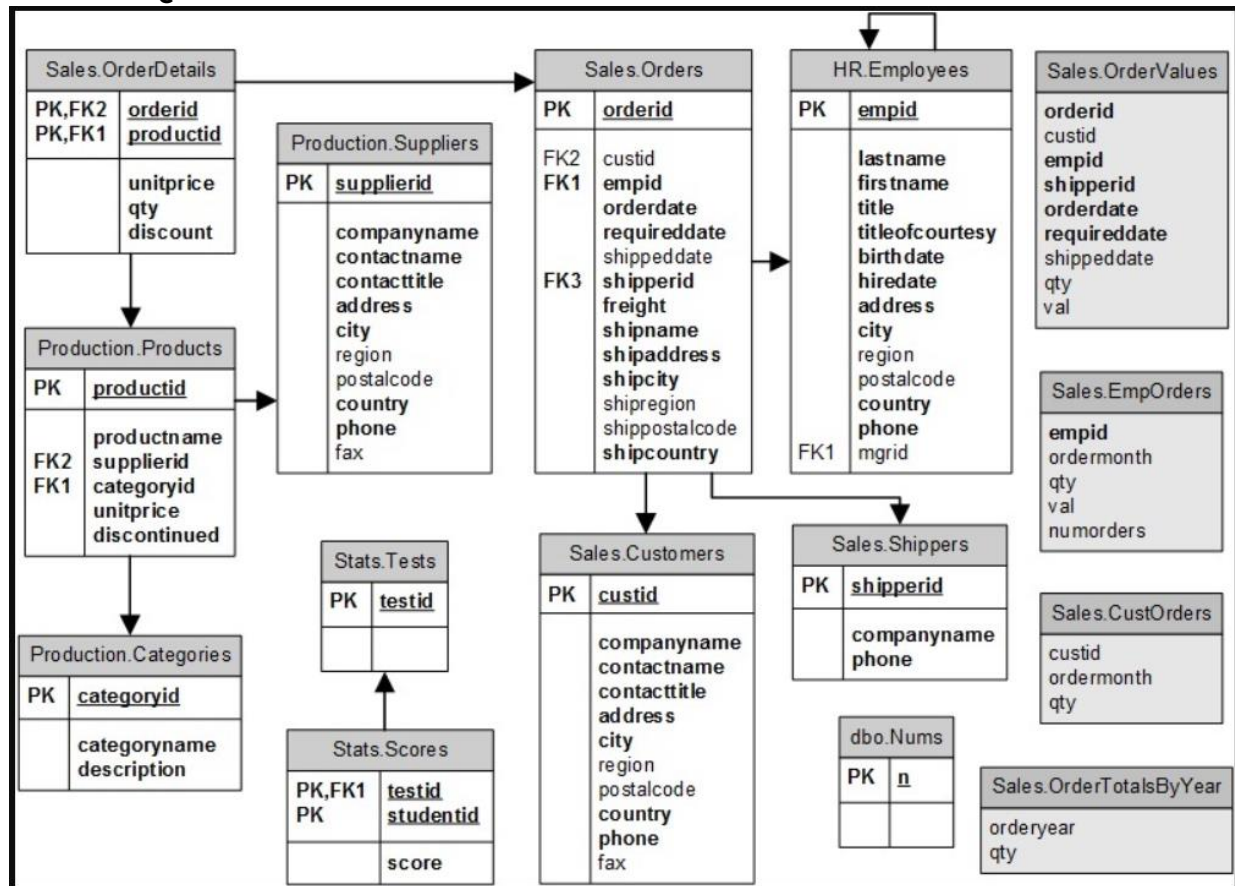 Sales.OrderDetails
PK,FK2 orderid
PK,FK1 productid
unitprice
qty
discount
Production.Suppliers
PK supplierid
companyname
contactname
contacttitle
address
city
region
postalcode
country
phone
fax
Sales.Orders
PK orderid
FK2 custid
FK1 empid
orderdate
requireddate
shippeddate
FK3 shipperid
freight
shipname
shipaddress
shipcity
shipregion
shippostalcode
shipcountry
HR.Employees
PK empid
lastname
firstname
title
titleofcourtesy
birthdate
hiredate
address
city
region
postalcode
country
phone
FK1 mgrid
Sales.OrderValues
orderid
custid
empid
shipperid
orderdate
requireddate
shippeddate
qty
val
Production.Products
PK productid
productname
FK2 supplierid
FK1 categoryid
unitprice
discontinued
Sales.EmpOrders
empid
ordermonth
qty
val
numorders
Stats.Tests
PK testid
Sales.Customers
PK custid
companyname
contactname
contacttitle
address
city
region
postalcode
country
phone
fax
Sales.Shippers
PK shipperid
companyname
phone
Sales.CustOrders
custid
ordermonth
qty
Production.Categories
PK categoryid
categoryname
description
Stats.Scores
PK,FK1 testid
PK studentid
score
dbo.Nums
PK n
Sales.OrderTotalsByYear
orderyear
qty